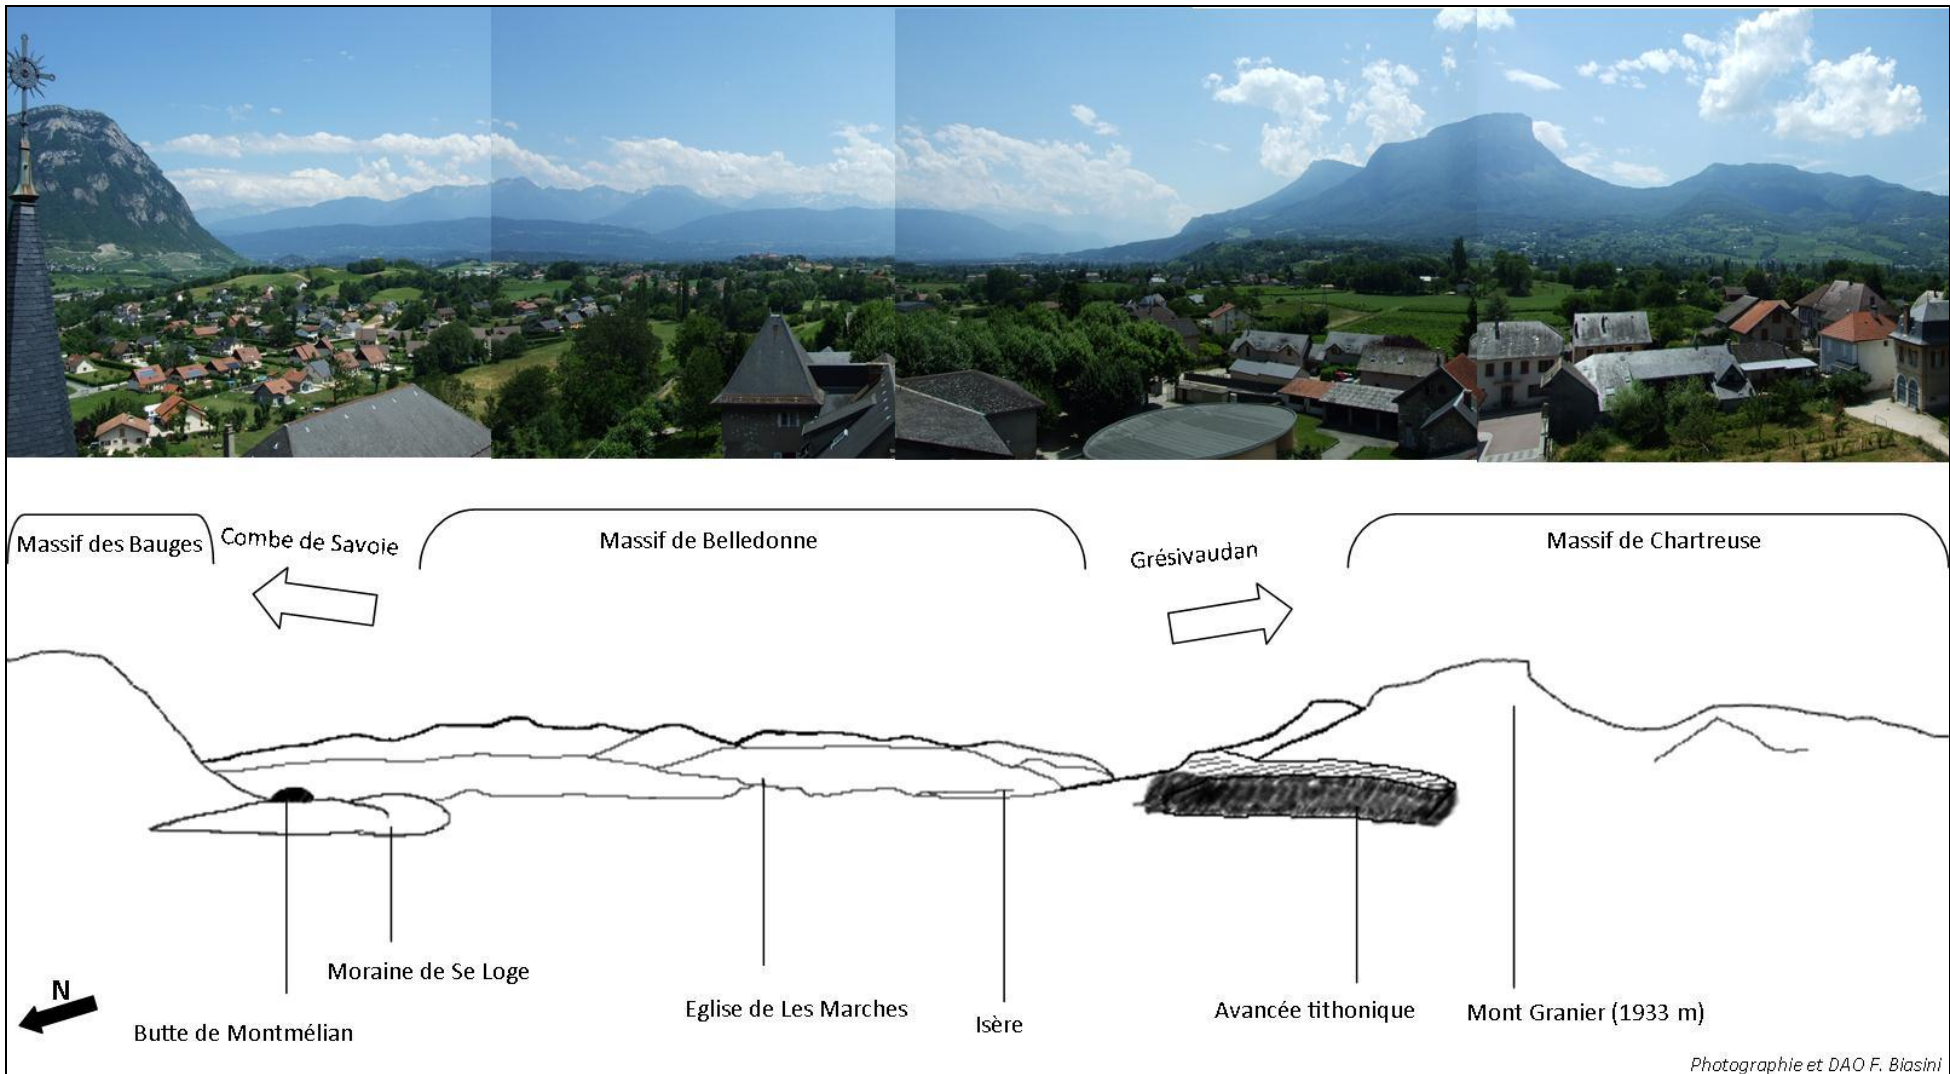 Massif des Bauges
Combe de Savoie
Massif de Belledonne
Grésivaudan
Massif de Chartreuse
N
Butte de Montmélian
Moraine de Se Loge
Eglise de Les Marches
Isère
Avancée tithonique
Mont Granier (1933 m)
Photographie et DAO F. Biasini